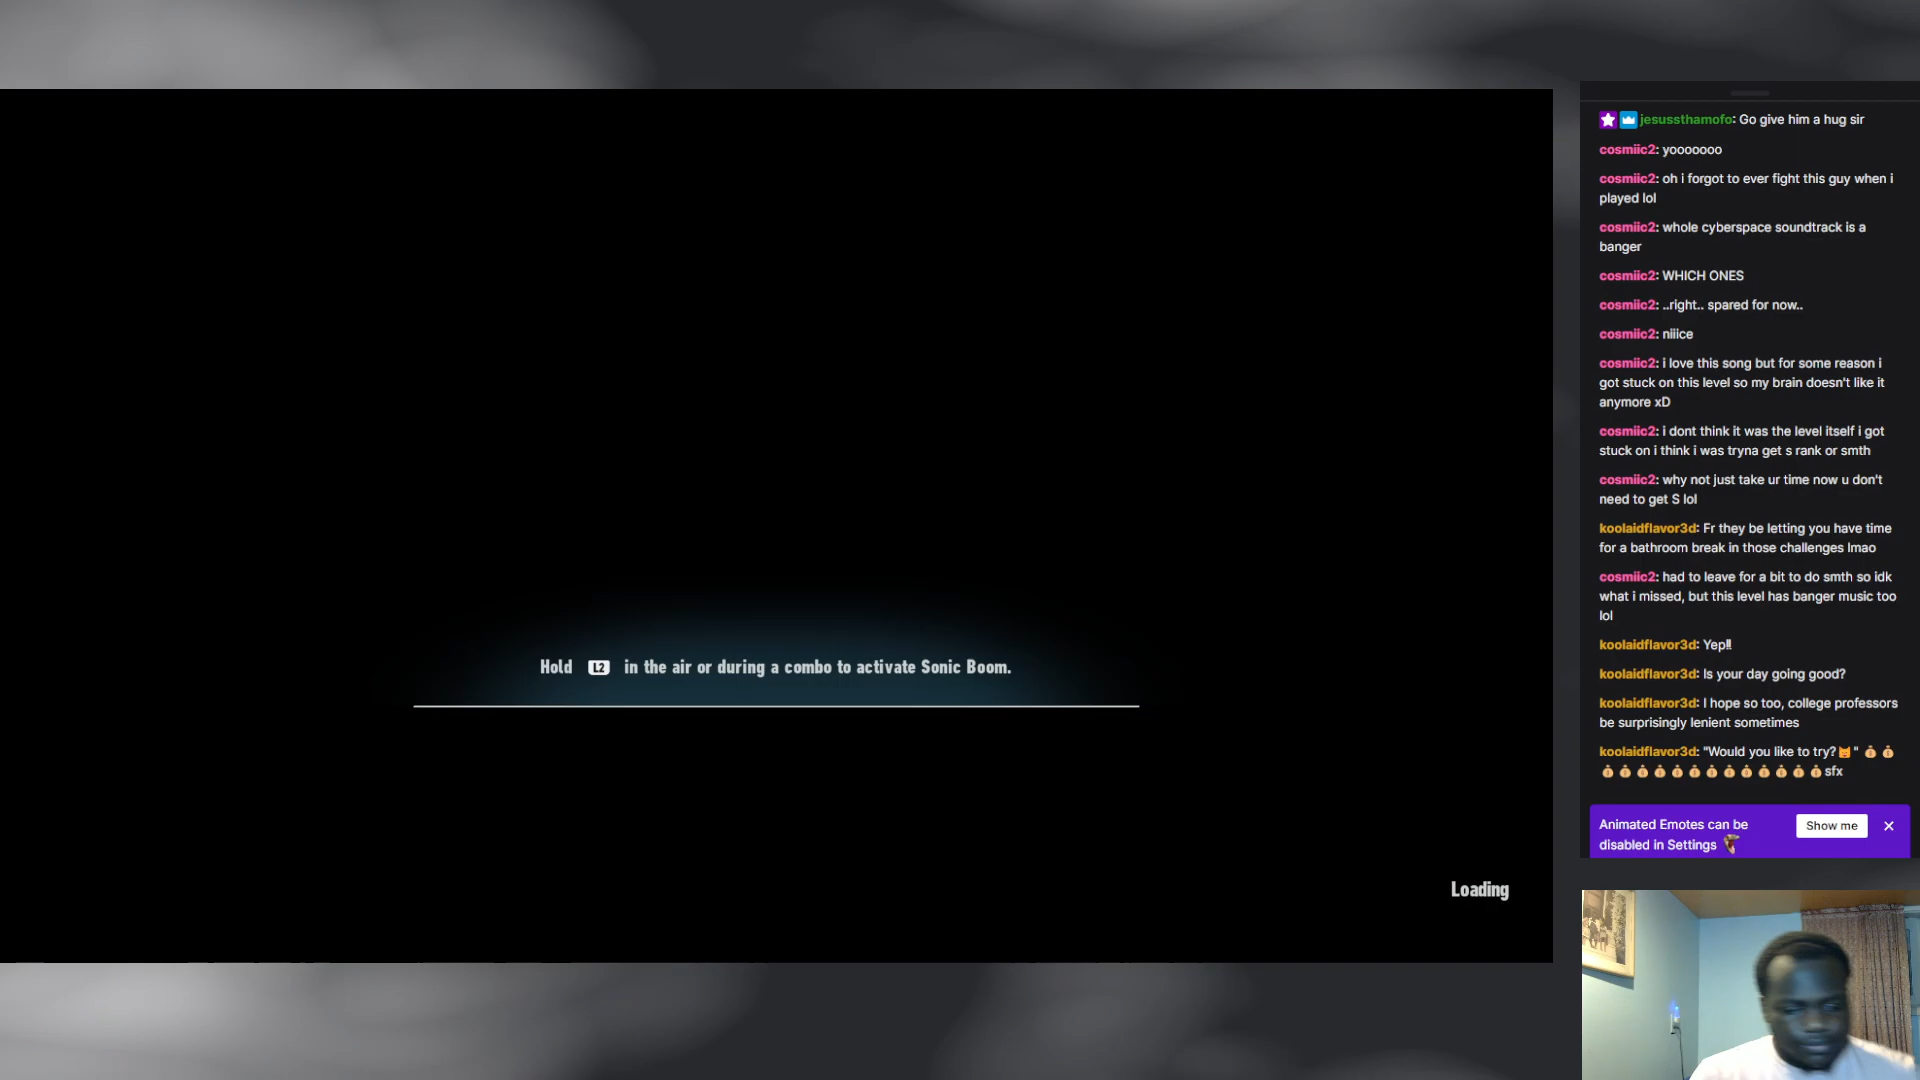 jesussthamofo: Go give him a hug sir
cosmiic2: yooooooo
cosmiic2: oh i forgot to ever fight this guy when i
played lol
cosmiic2: whole cyberspace soundtrack is a
banger
cosmiic2: WHICH ONES
cosmiic2: ..right.. spared for now..
cosmiic2: niiice
cosmiic2: i love this song but for some reason i
got stuck on this level so my brain doesn't like it
anymore xD
cosmiic2: i dont think it was the level itself i got
stuck on i think i was tryna get s rank or smth
cosmiic2: why not just take ur time now u don't
need to get S lol
koolaidflavor3d: Fr they be letting you have time
for a bathroom break in those challenges lmao
cosmiic2: had to leave for a bit to do smth so idk
what i missed, but this level has banger music too
lol
koolaidflavor3d: Yep!!
koolaidflavor3d: Is your day going good?
koolaidflavor3d: I hope so too, college professors
be surprisingly lenient sometimes
koolaidflavor3d: "Would you like to try?😼" 💰💰
💰💰💰💰💰💰💰💰💰💰💰💰💰sfx
Animated Emotes can be
disabled in Settings
Show me
Hold L2 in the air or during a combo to activate Sonic Boom.
Loading